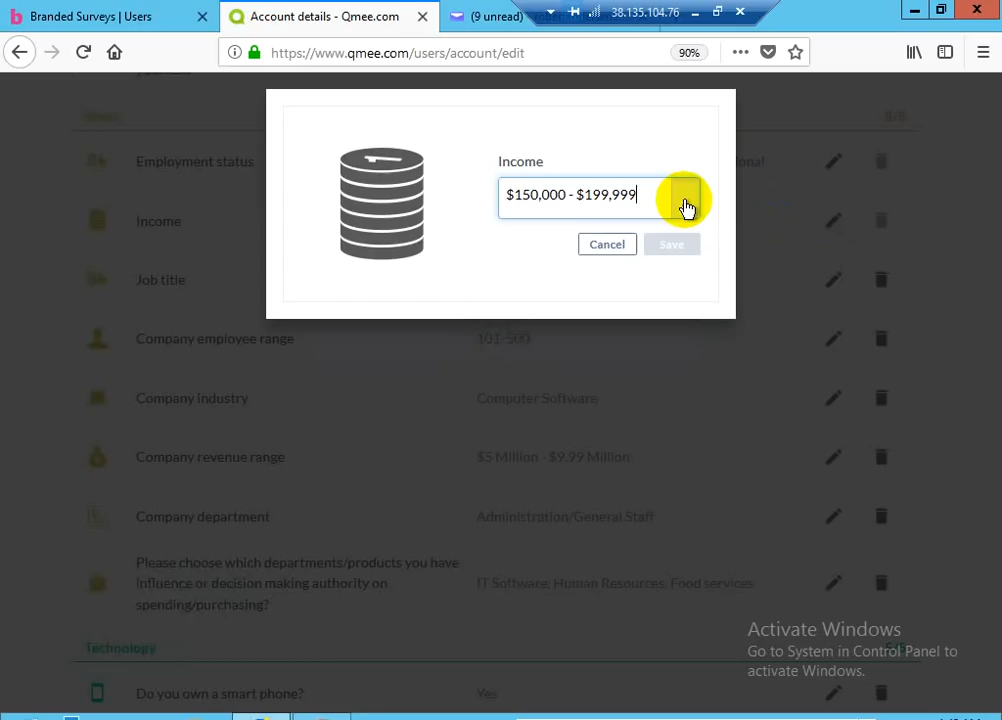 Branded Surveys | Users
Account details - Qmee.com
(9 unread)
38.135.104.76
https://www.qmee.com/users/account/edit
90%
8/8
Income
Employment status
$150,000 - $199,999
Income
Cancel
Save
Job title
Company employee range
101-500
Company industry
Computer Software
Company revenue range
$5 Million - $9.99 Million
Company department
Administration/General Staff
Please choose which departments/products you have
influence or decision making authority on
spending/purchasing?
IT Software; Human Resources; Food services
Activate Windows
Go to System in Control Panel to
activate Windows.
Technology
Do you own a smart phone?
Yes